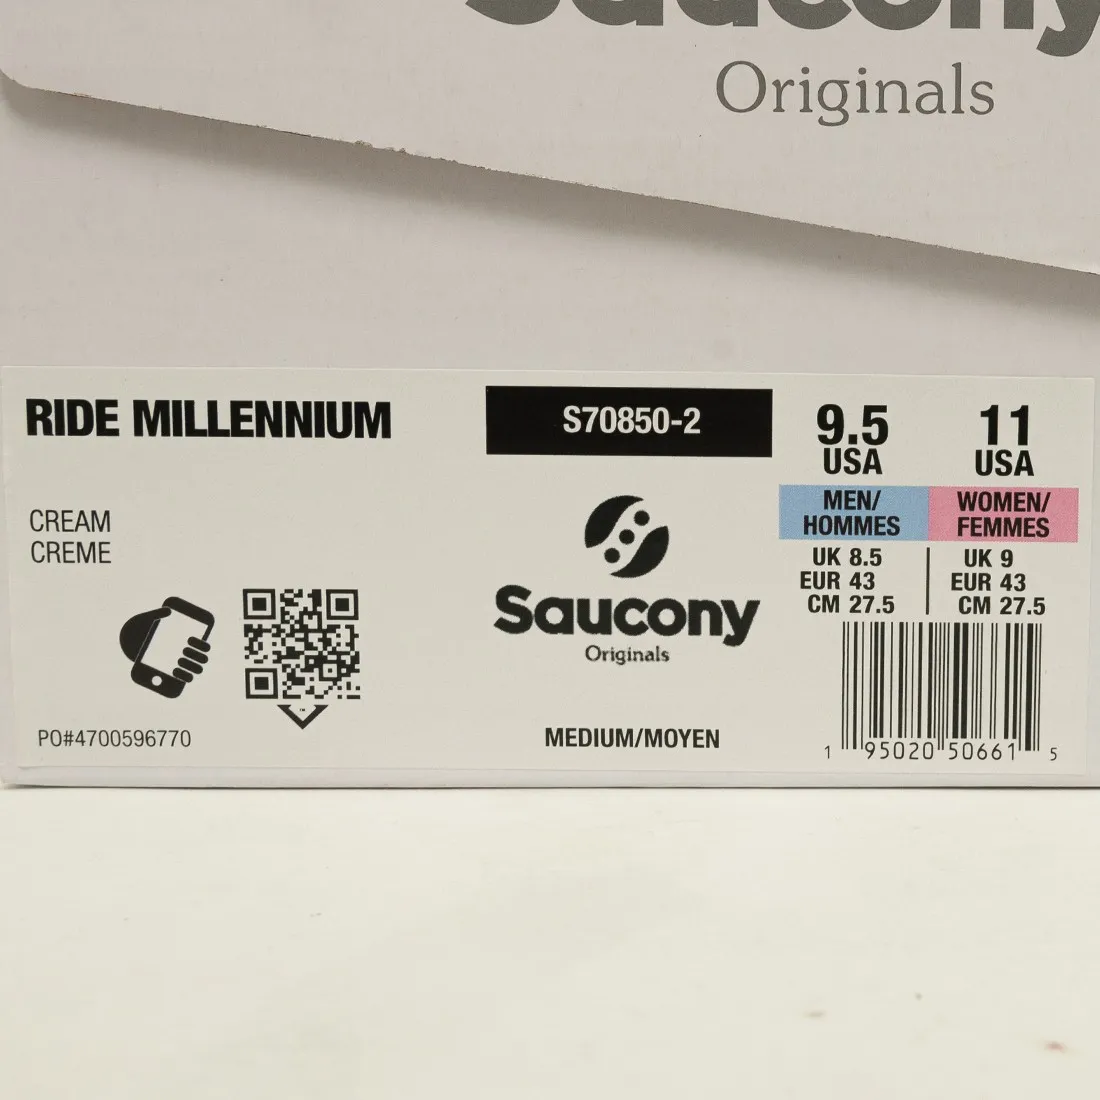 Saucony
Originals
RIDE MILLENNIUM
CREAM
CREME
PO#4700596770
S70850-2
Saucony
Originals
MEDIUM/MOYEN
9.5
USA
MEN/
HOMMES
UK 8.5
EUR 43
CM 27.5
11
USA
WOMEN/
FEMMES
UK 9
EUR 43
CM 27.5
1 95020 50661 5